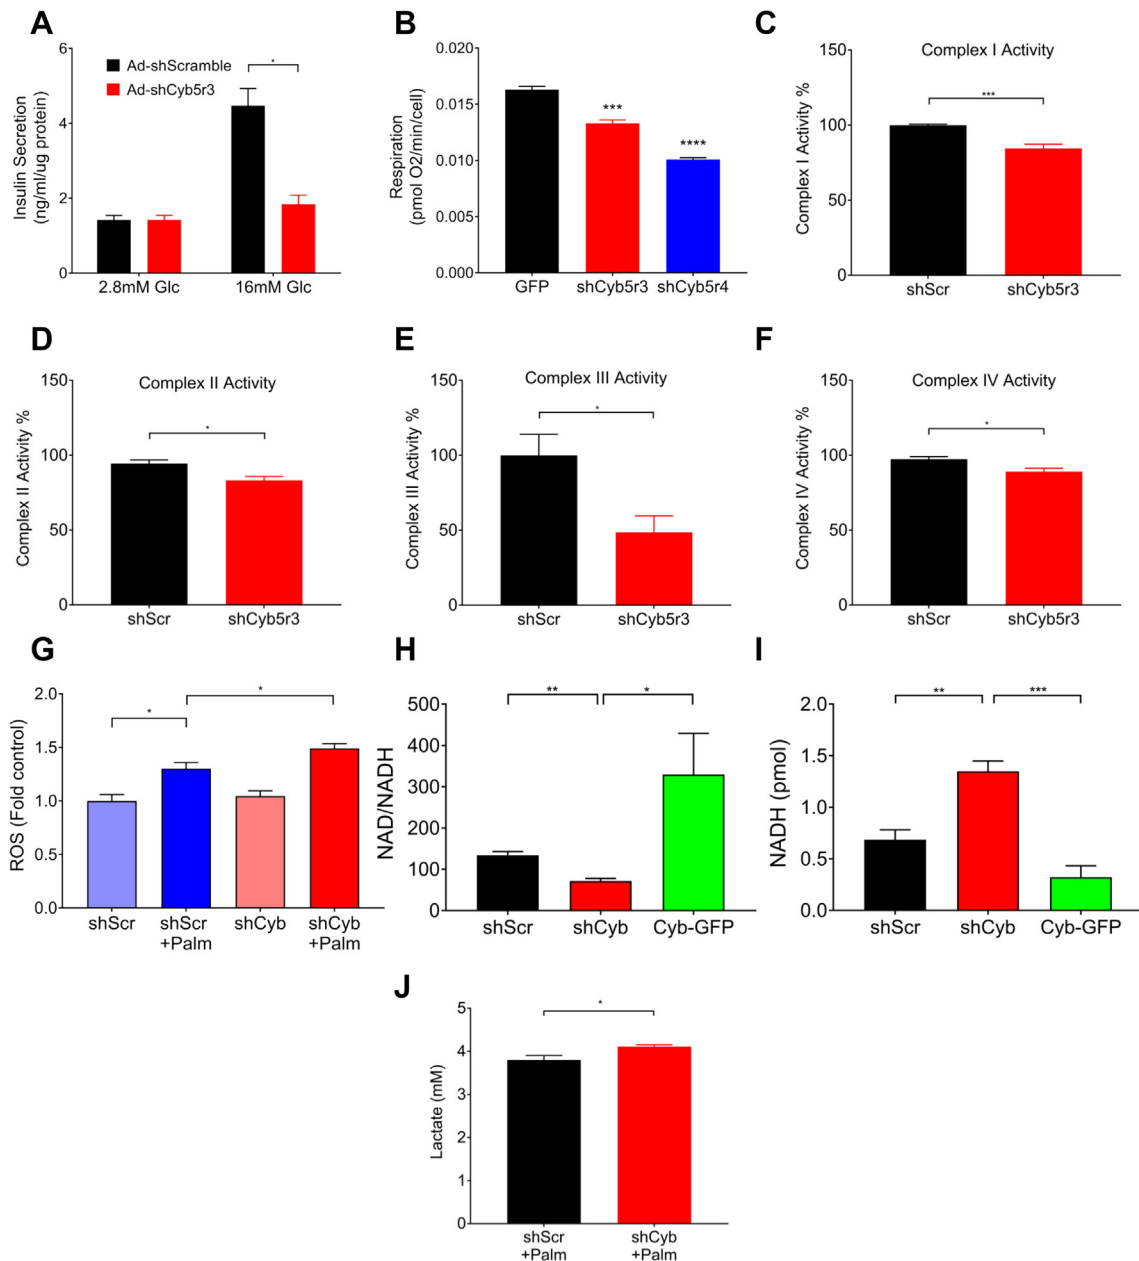 A
Insulin Secretion
(ng/ml/ug protein)
6
4
2
0
Ad-shScramble
Ad-shCyb5r3
*
2.8mM Glc
16mM Glc
B
Respiration
(pmol O2/min/cell)
0.020
0.015
0.010
0.005
0.000
***
****
GFP
shCyb5r3
shCyb5r4
C
Complex I Activity
Complex I Activity %
150
100
50
0
***
shScr
shCyb5r3
D
Complex II Activity
Complex II Activity %
150
100
50
0
*
shScr
shCyb5r3
E
Complex III Activity
Complex III Activity %
150
100
50
0
*
shScr
shCyb5r3
F
Complex IV Activity
Complex IV Activity %
150
100
50
0
*
shScr
shCyb5r3
G
ROS (Fold control)
2.0
1.5
1.0
0.5
0.0
*
*
shScr
shScr
+Palm
shCyb
shCyb
+Palm
H
NAD/NADH
500
400
300
200
100
0
**
*
shScr
shCyb
Cyb-GFP
I
NADH (pmol)
2.0
1.5
1.0
0.5
0.0
**
***
shScr
shCyb
Cyb-GFP
J
Lactate (mM)
5
4
3
2
1
0
*
shScr
+Palm
shCyb
+Palm